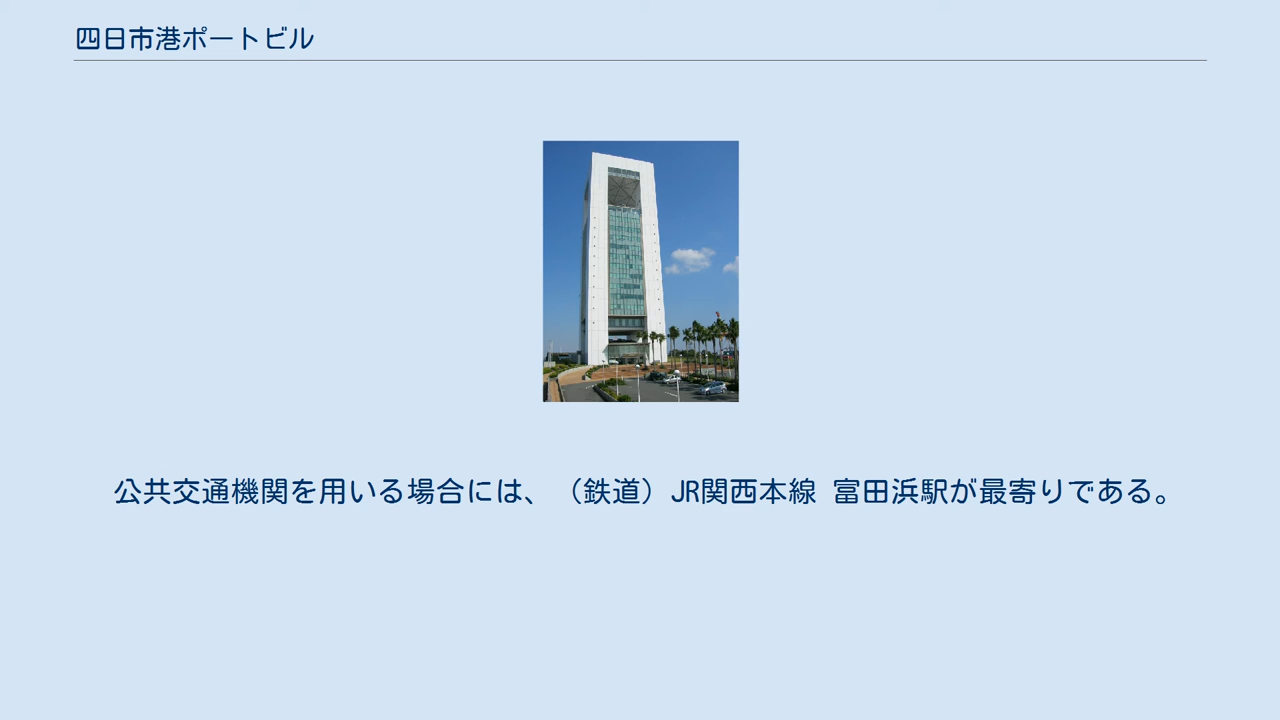 四日市港ポートビル
公共交通機関を用いる場合には、（鉄道）JR関西本線 富田浜駅が最寄りである。